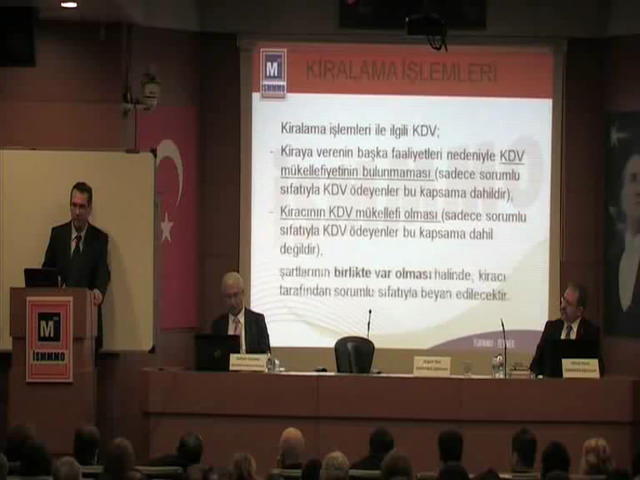 M
İSMMMO
KİRALAMA İŞLEMLERİ
Kiralama işlemleri ile ilgili KDV;
- Kiraya verenin başka faaliyetleri nedeniyle KDV
mükellefiyetinin bulunmaması (sadece sorumlu
sıfatıyla KDV ödeyenler bu kapsama dahildir),
- Kiracının KDV mükellefi olması (sadece sorumlu
sıfatıyla KDV ödeyenler bu kapsama dahil
değildir),
şartlarının birlikte var olması halinde, kiracı
tarafından sorumlu sıfatıyla beyan edilecektir.
M
İSMMMO